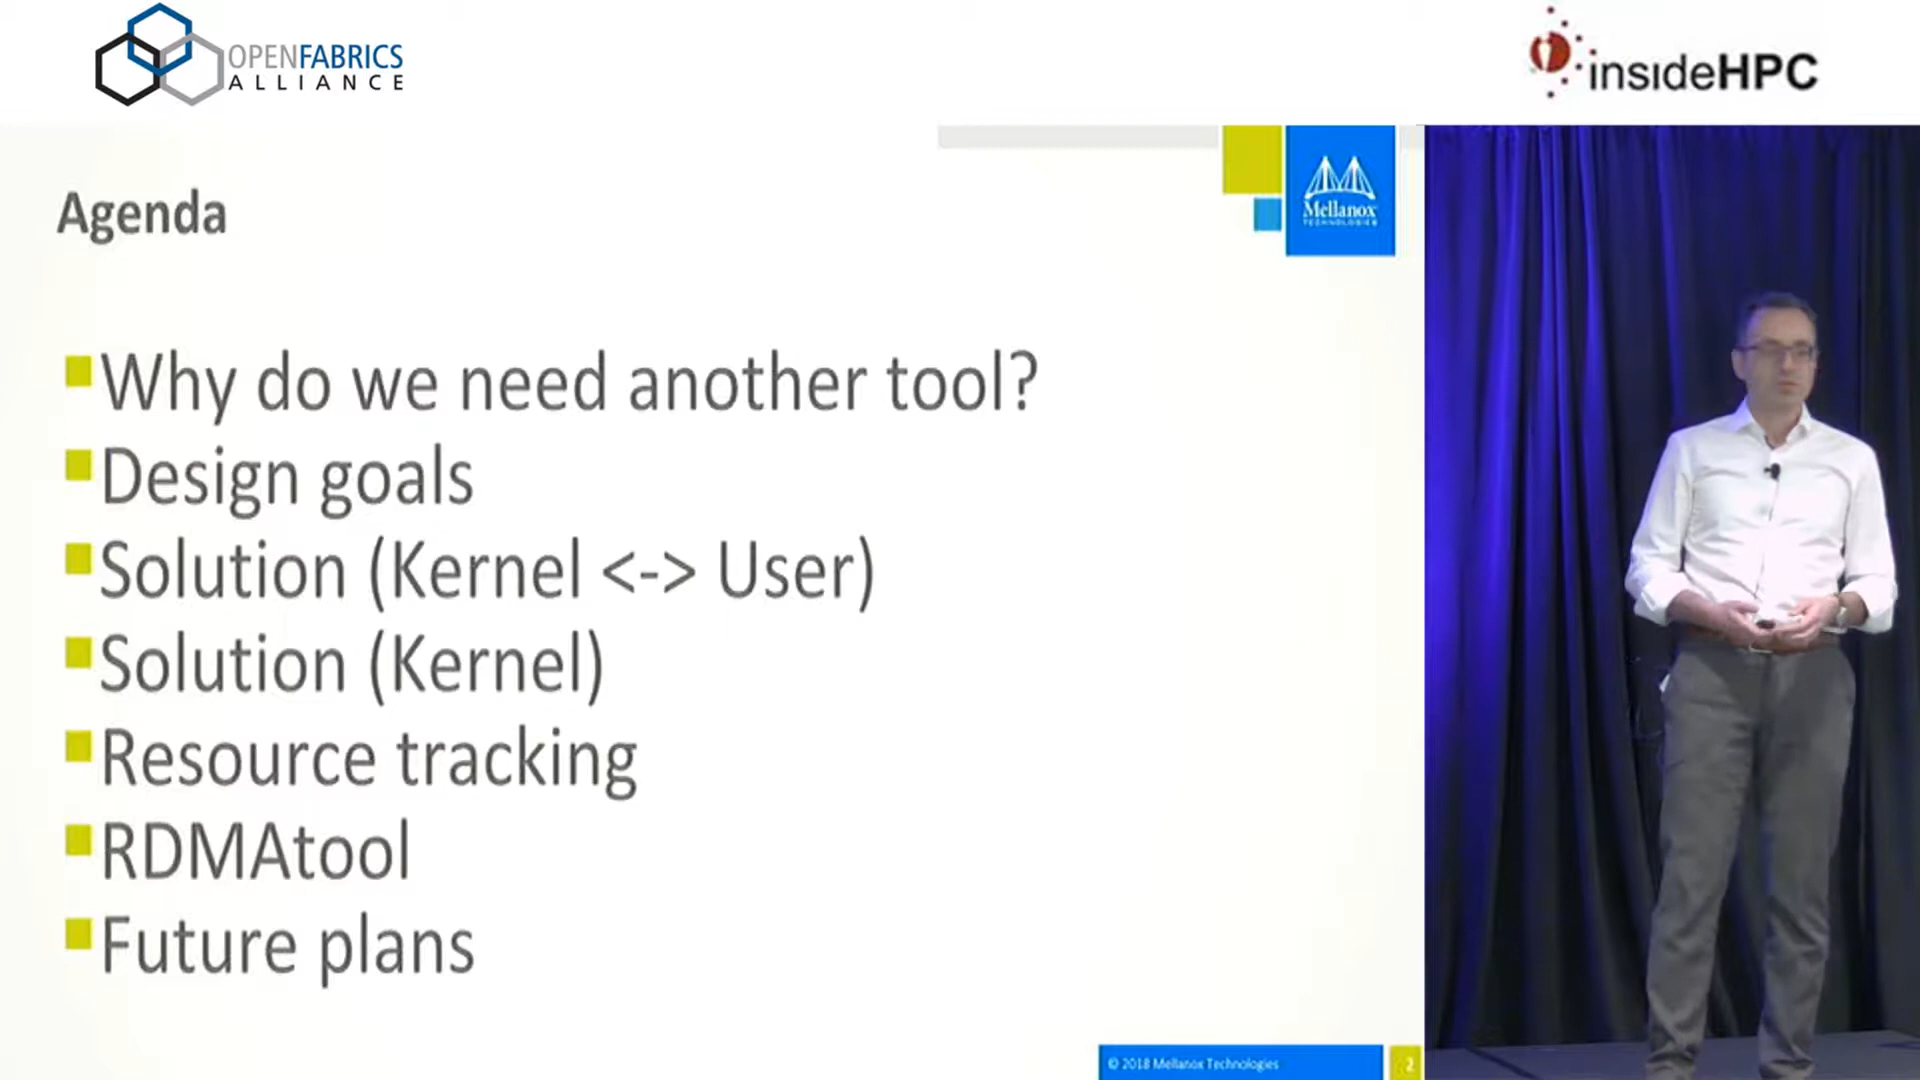 OPENFABRICS
ALLIANCE
insideHPC
Mellanox
TECHNOLOGIES
Agenda
Why do we need another tool?
Design goals
Solution (Kernel <-> User)
Solution (Kernel)
Resource tracking
RDMAtool
Future plans
© 2018 Mellanox Technologies
2